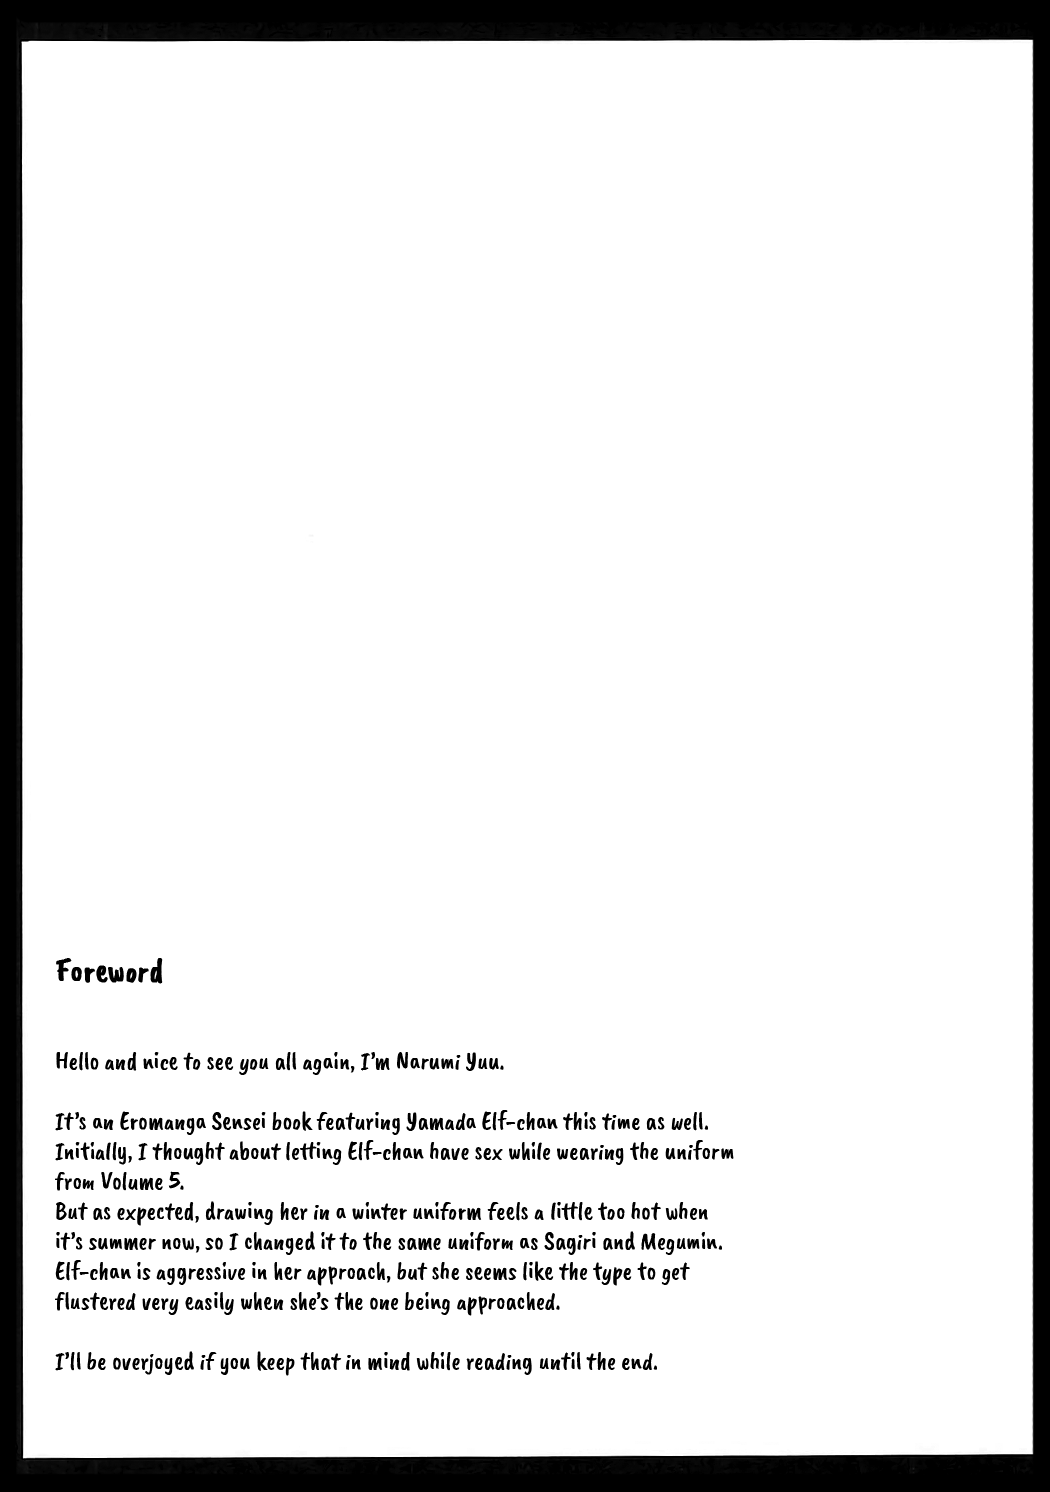 Foreword
Hello and nice to see you all again, I'm Narumi Yuu.
It's an Eromanga Sensei book featuring Yamada Elf-chan this time as well.
Initially, I thought about letting Elf-chan have sex while wearing the uniform
from Volume 5.
But as expected, drawing her in a winter uniform feels a little too hot when
it's summer now, so I changed it to the same uniform as Sagiri and Megumin.
Elf-chan is aggressive in her approach, but she seems like the type to get
flustered very easily when she's the one being approached.
I'll be overjoyed if you keep that in mind while reading until the end.